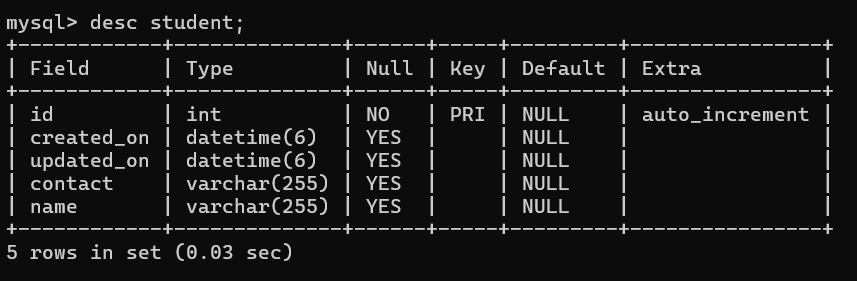 mysql> desc student;
+------------+--------------+------+-----+---------+----------------+
| Field      | Type         | Null | Key | Default | Extra          |
+------------+--------------+------+-----+---------+----------------+
| id         | int          | NO   | PRI | NULL    | auto_increment |
| created_on | datetime(6)  | YES  |     | NULL    |                |
| updated_on | datetime(6)  | YES  |     | NULL    |                |
| contact    | varchar(255) | YES  |     | NULL    |                |
| name       | varchar(255) | YES  |     | NULL    |                |
+------------+--------------+------+-----+---------+----------------+
5 rows in set (0.03 sec)